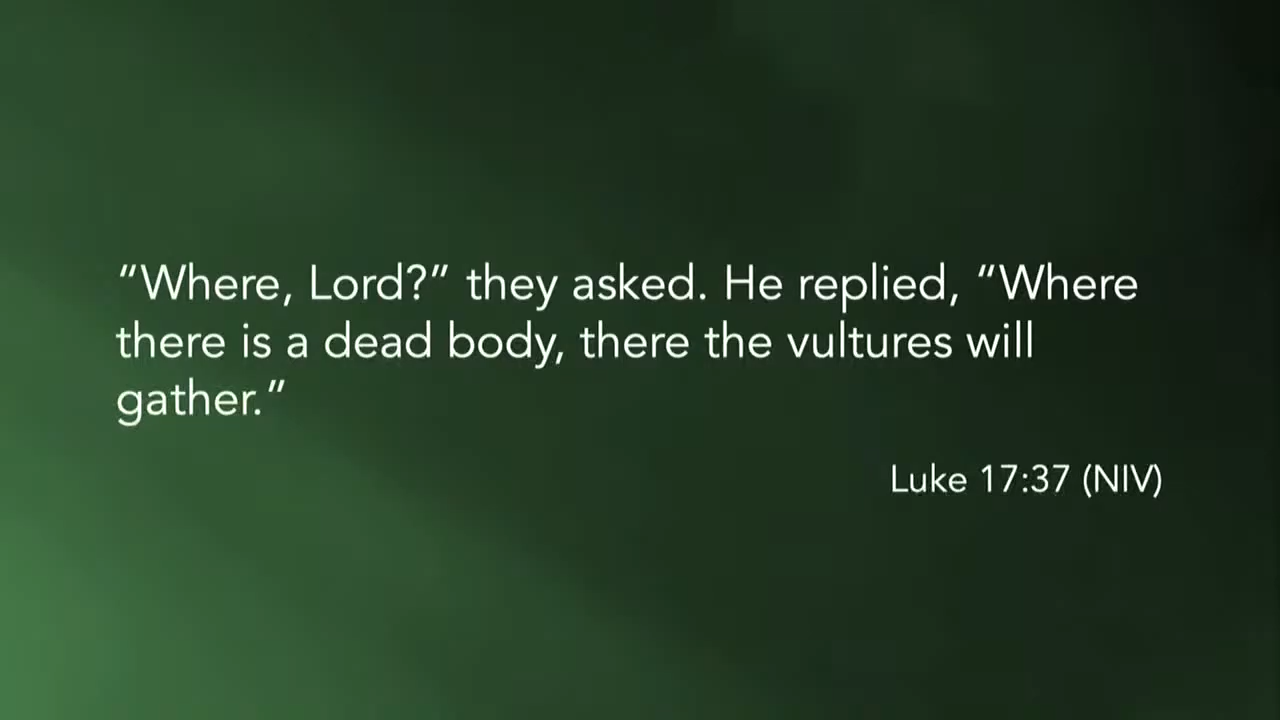 “Where, Lord?” they asked. He replied, “Where
there is a dead body, there the vultures will
gather.”
Luke 17:37 (NIV)